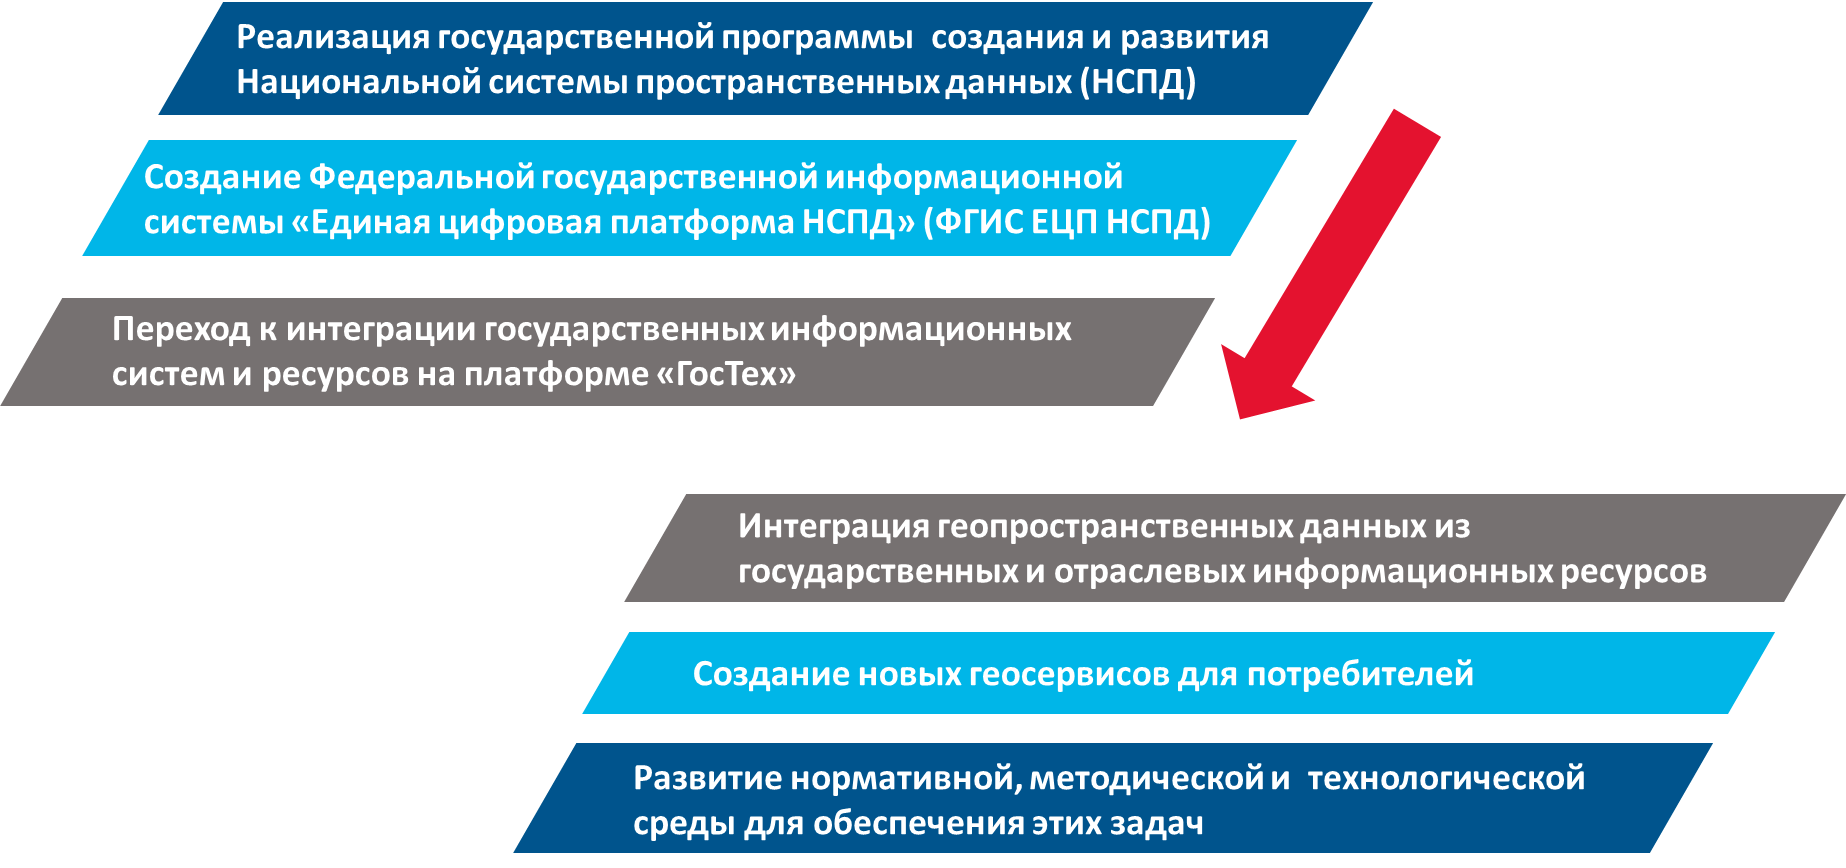 Реализация государственной программы создания и развития
Национальной системы пространственных данных (НСПД)
Создание Федеральной государственной информационной
системы «Единая цифровая платформа НСПД» (ФГИС ЕЦП НСПД)
Переход к интеграции государственных информационных
систем и ресурсов на платформе «ГосТех»
Интеграция геопространственных данных из
государственных и отраслевых информационных ресурсов
Создание новых геосервисов для потребителей
Развитие нормативной, методической и технологической
среды для обеспечения этих задач